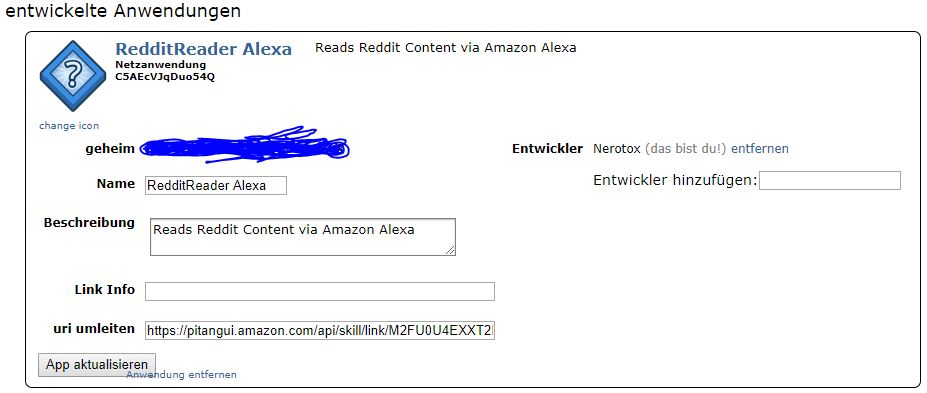 entwickelte Anwendungen
RedditReader Alexa Reads Reddit Content via Amazon Alexa
Netzanwendung
C5AEcVJqDuo54Q
change icon
geheim
Entwickler Nerotox (das bist du!) entfernen
Entwickler hinzufügen:
Name RedditReader Alexa
Beschreibung Reads Reddit Content via Amazon Alexa
Link Info
uri umleiten https://pitangui.amazon.com/api/skill/link/M2FU0U4EXXT2
App aktualisieren
Anwendung entfernen